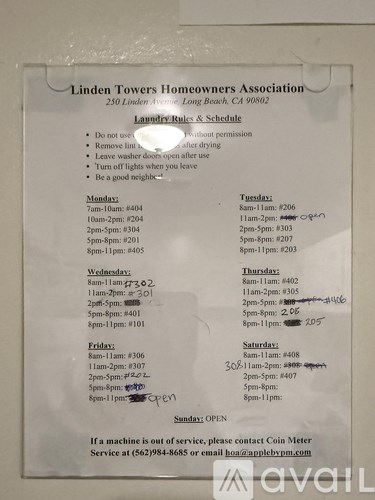 Linden Towers Homeowners Association
250 Linden Avenue, Long Beach, CA 90802
Laundry Rules & Schedule
• Do not use without permission
• Remove lint after drying
• Leave washer doors open after use
• Turn off lights when you leave
• Be a good neighbor!
Monday:
7am-10am: #404
10am-2pm: #204
2pm-5pm: #304
5pm-8pm: #201
8pm-11pm: #405
Tuesday:
8am-11am: #206
11am-2pm: open
2pm-5pm: #303
5pm-8pm: #207
8pm-11pm: #203
Wednesday:
8am-11am: #302
11am-2pm: #301
2pm-5pm:
5pm-8pm: #401
8pm-11pm: #101
Thursday:
8am-11am: #402
11am-2pm: #305
2pm-5pm: #406
5pm-8pm: 205
8pm-11pm: 205
Friday:
8am-11am: #306
11am-2pm: #307
2pm-5pm: #202
5pm-8pm:
8pm-11pm: open
Saturday:
8am-11am: #408
308 11am-2pm: open
2pm-5pm: #407
5pm-8pm:
8pm-11pm:
Sunday: OPEN
If a machine is out of service, please contact Coin Meter
Service at (562)984-8685 or email hoa@applebypm.com
avail